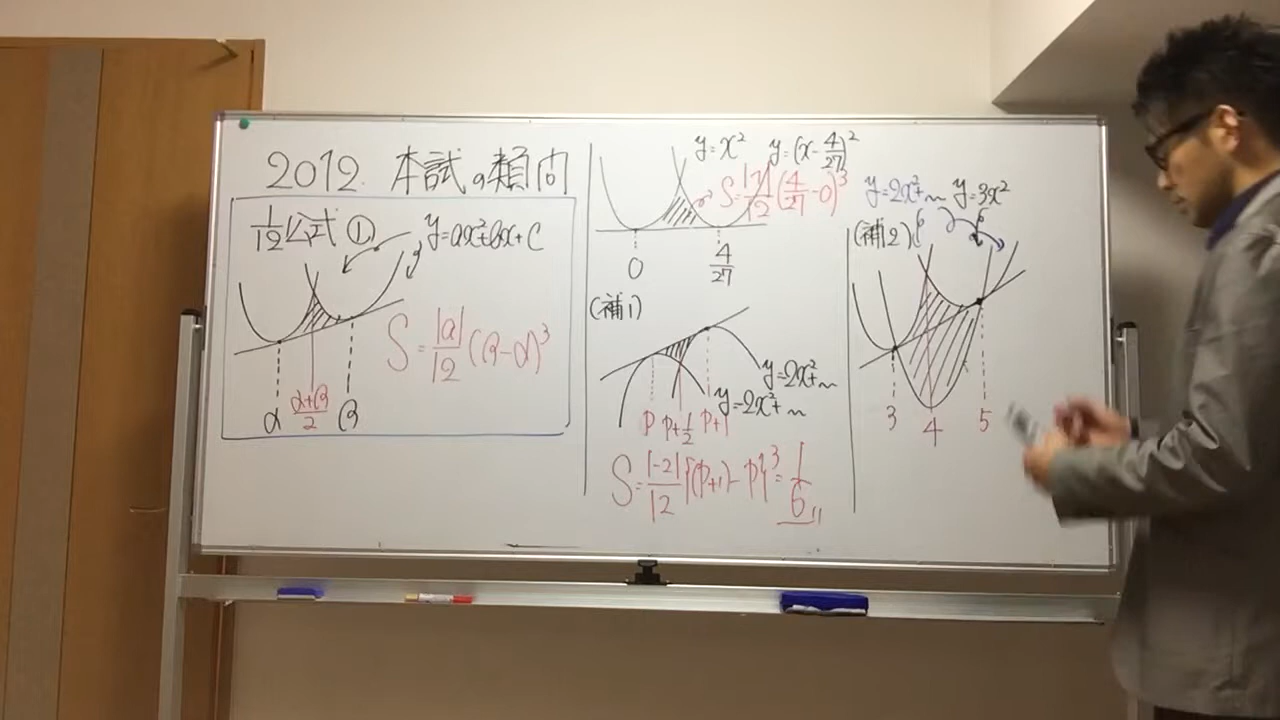 2012 本試の類問
1/12公式① y=ax²+bx+c
S=|a|/12(β-α)³
α (α+β)/2 β
y=x² y=(x-4/27)²
S=|1|/12(4/27-0)³
0 4/27
(補1)
y=-2x²+〜
y=-2x²+〜
p p+1/2 p+1
S=|-2|/12{(p+1)-p}³=1/6
y=2x²+〜 y=3x²
(補2)
3 4 5